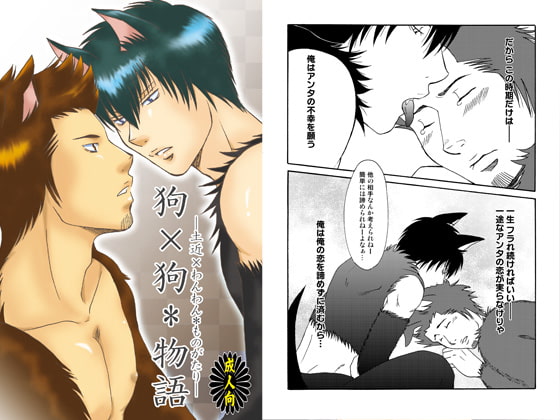 狗×狗＊物語
―土近×わんわん＊ものがたり―
成人向
だからこの時期だけは――
俺はアンタの不幸を願う
他の相手なんか考えられねー
簡単には諦められねーよなぁ…
一生フラれ続ければいい――
一途なアンタの恋が実らなけりゃ
俺は俺の恋を諦めずに済むから…